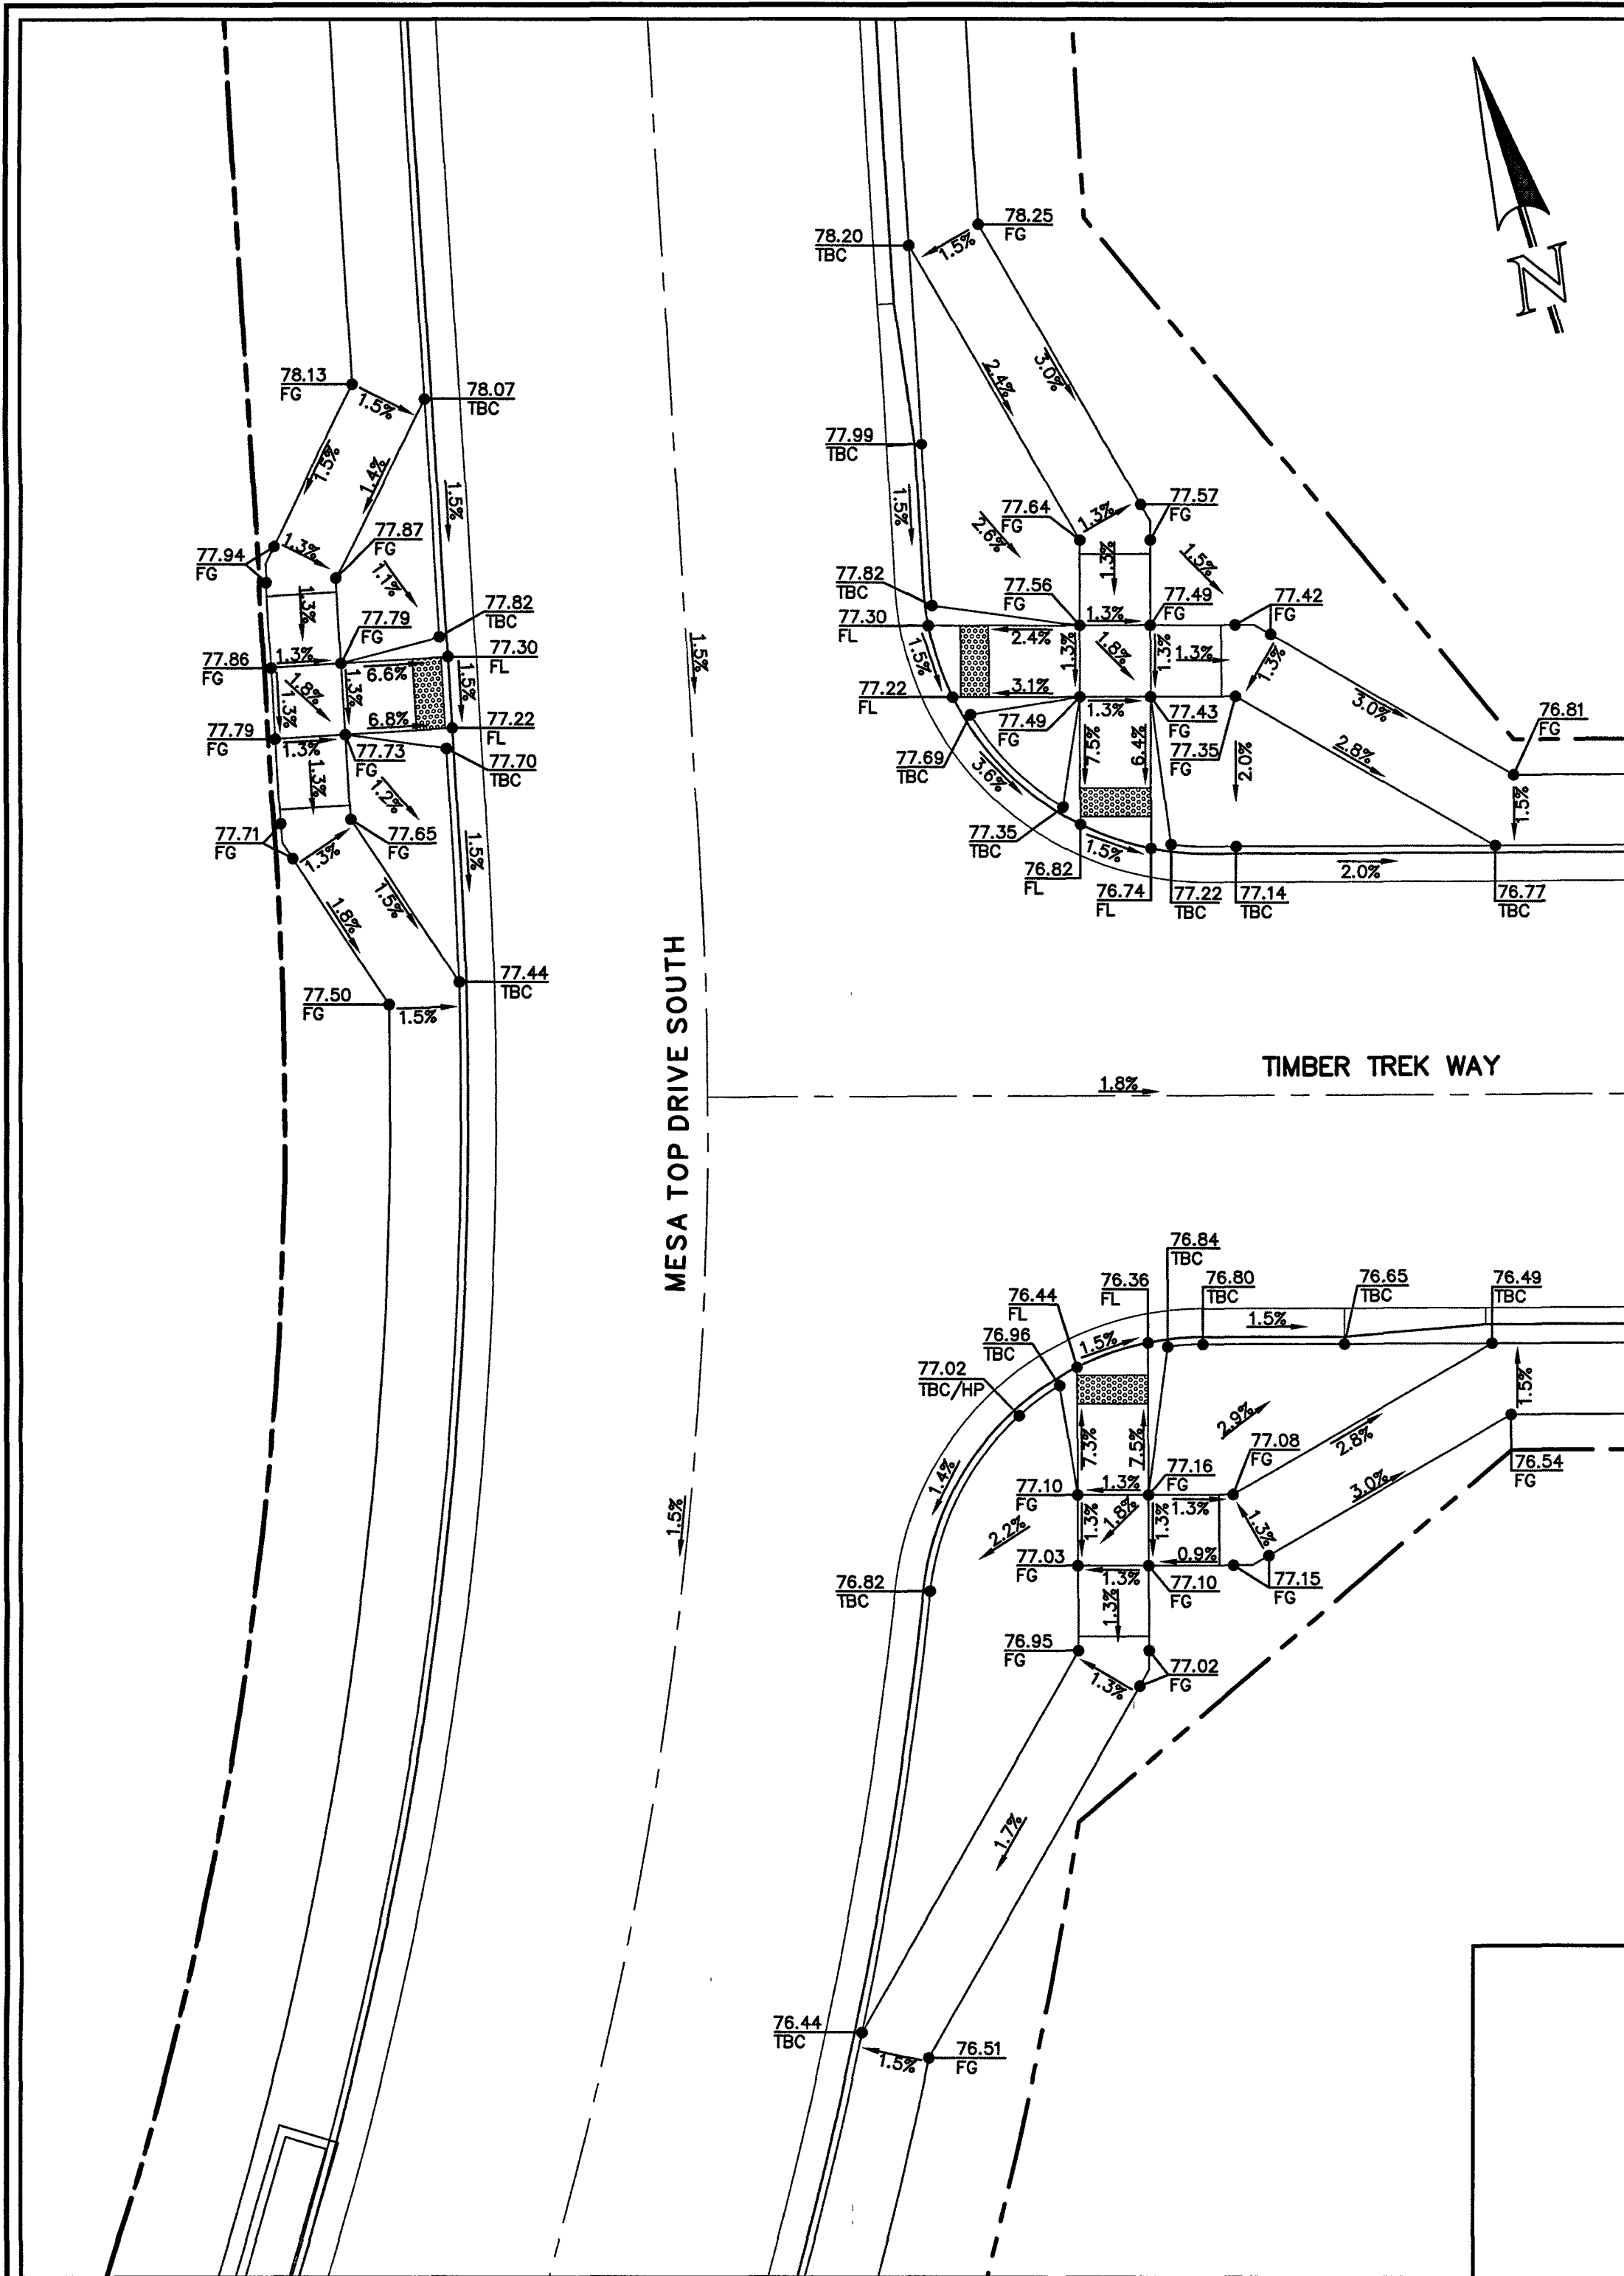 N
78.25
FG
78.20
TBC
1.5%
2.4%
3.0%
77.99
TBC
1.5%
77.64
FG
1.3%
77.57
FG
2.6%
1.3%
1.5%
77.82
TBC
77.56
FG
77.49
FG
77.42
FG
77.30
FL
1.3%
2.4%
1.5%
1.3%
1.8%
1.3%
1.3%
1.3%
3.0%
77.22
FL
3.1%
1.3%
77.49
FG
77.43
FG
77.35
FG
76.81
FG
77.69
TBC
3.6%
7.5%
6.4%
2.0%
2.8%
1.5%
77.35
TBC
1.5%
76.82
FL
76.74
FL
77.22
TBC
77.14
TBC
2.0%
76.77
TBC
78.13
FG
1.5%
78.07
TBC
1.5%
1.4%
1.5%
77.94
FG
1.3%
77.87
FG
1.1%
1.3%
77.79
FG
77.82
TBC
77.86
FG
1.3%
6.6%
77.30
FL
1.3%
1.8%
1.3%
1.5%
77.79
FG
1.3%
6.8%
77.22
FL
77.73
FG
77.70
TBC
1.3%
1.2%
77.71
FG
1.3%
77.65
FG
1.5%
1.8%
1.5%
77.50
FG
1.5%
77.44
TBC
1.5%
MESA TOP DRIVE SOUTH
1.5%
TIMBER TREK WAY
1.8%
76.84
TBC
76.36
FL
76.80
TBC
76.65
TBC
76.49
TBC
76.44
FL
76.96
TBC
1.5%
1.5%
77.02
TBC/HP
7.3%
7.5%
2.9%
2.8%
1.5%
77.08
FG
76.54
FG
1.4%
77.10
FG
1.3%
77.16
FG
1.3%
3.0%
2.2%
1.3%
1.8%
1.3%
1.3%
77.03
FG
0.9%
1.3%
77.10
FG
77.15
FG
76.82
TBC
1.3%
76.95
FG
1.3%
77.02
FG
1.7%
76.44
TBC
1.5%
76.51
FG